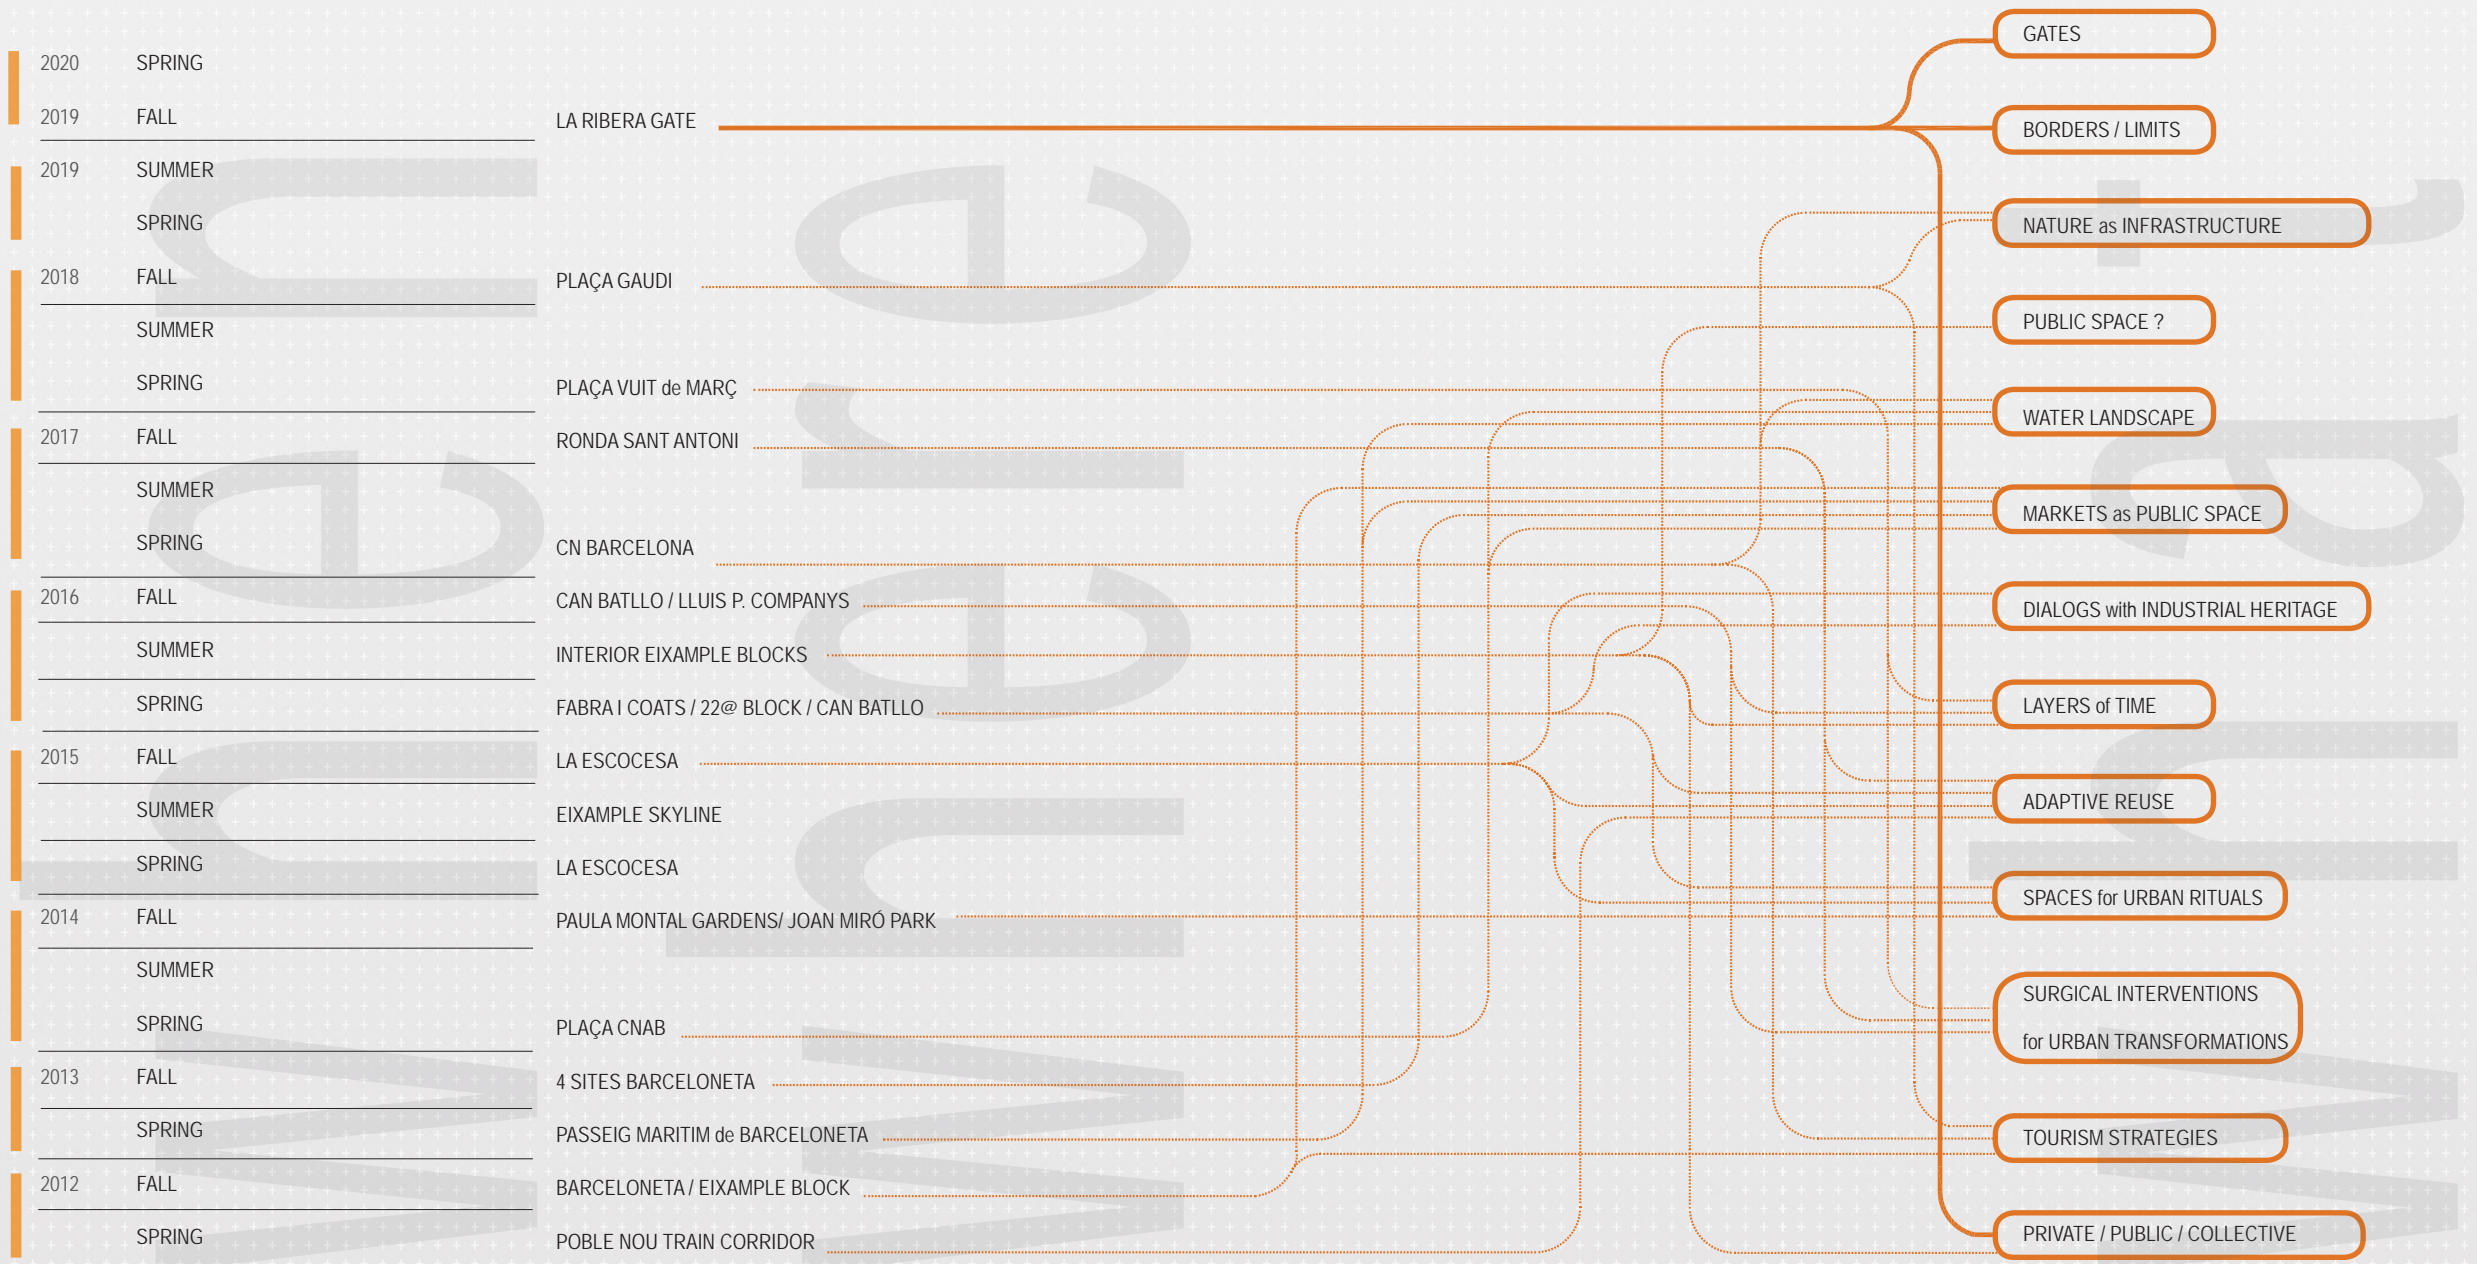 2020 SPRING
2019 FALL LA RIBERA GATE
2019 SUMMER
SPRING
2018 FALL PLAÇA GAUDI
SUMMER
SPRING PLAÇA VUIT de MARÇ
2017 FALL RONDA SANT ANTONI
SUMMER
SPRING CN BARCELONA
2016 FALL CAN BATLLO / LLUIS P. COMPANYS
SUMMER INTERIOR EIXAMPLE BLOCKS
SPRING FABRA I COATS / 22@ BLOCK / CAN BATLLO
2015 FALL LA ESCOCESA
SUMMER EIXAMPLE SKYLINE
SPRING LA ESCOCESA
2014 FALL PAULA MONTAL GARDENS/ JOAN MIRÓ PARK
SUMMER
SPRING PLAÇA CNAB
2013 FALL 4 SITES BARCELONETA
SPRING PASSEIG MARITIM de BARCELONETA
2012 FALL BARCELONETA / EIXAMPLE BLOCK
SPRING POBLE NOU TRAIN CORRIDOR
GATES
BORDERS / LIMITS
NATURE as INFRASTRUCTURE
PUBLIC SPACE ?
WATER LANDSCAPE
MARKETS as PUBLIC SPACE
DIALOGS with INDUSTRIAL HERITAGE
LAYERS of TIME
ADAPTIVE REUSE
SPACES for URBAN RITUALS
SURGICAL INTERVENTIONS
for URBAN TRANSFORMATIONS
TOURISM STRATEGIES
PRIVATE / PUBLIC / COLLECTIVE
when
where
what